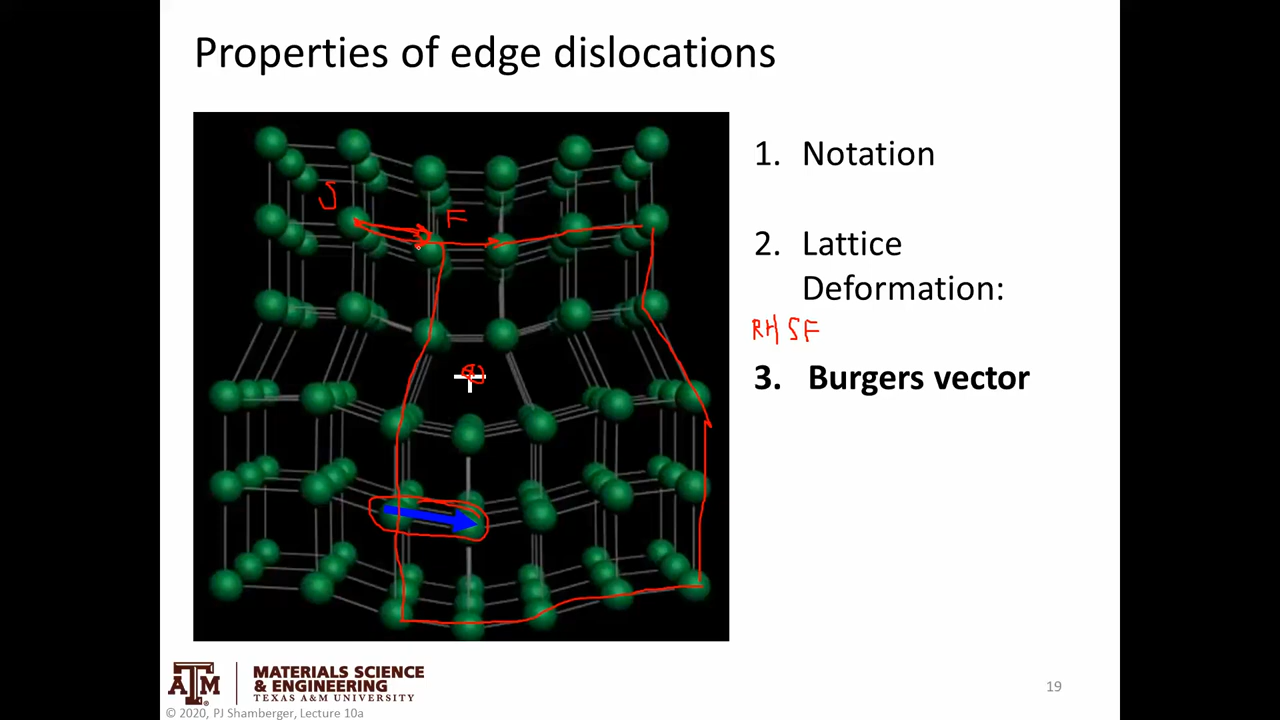 Properties of edge dislocations
S
F
1. Notation
2. Lattice
Deformation:
RH SF
3. Burgers vector
ATM
MATERIALS SCIENCE
& ENGINEERING
TEXAS A&M UNIVERSITY
© 2020, PJ Shamberger, Lecture 10a
19